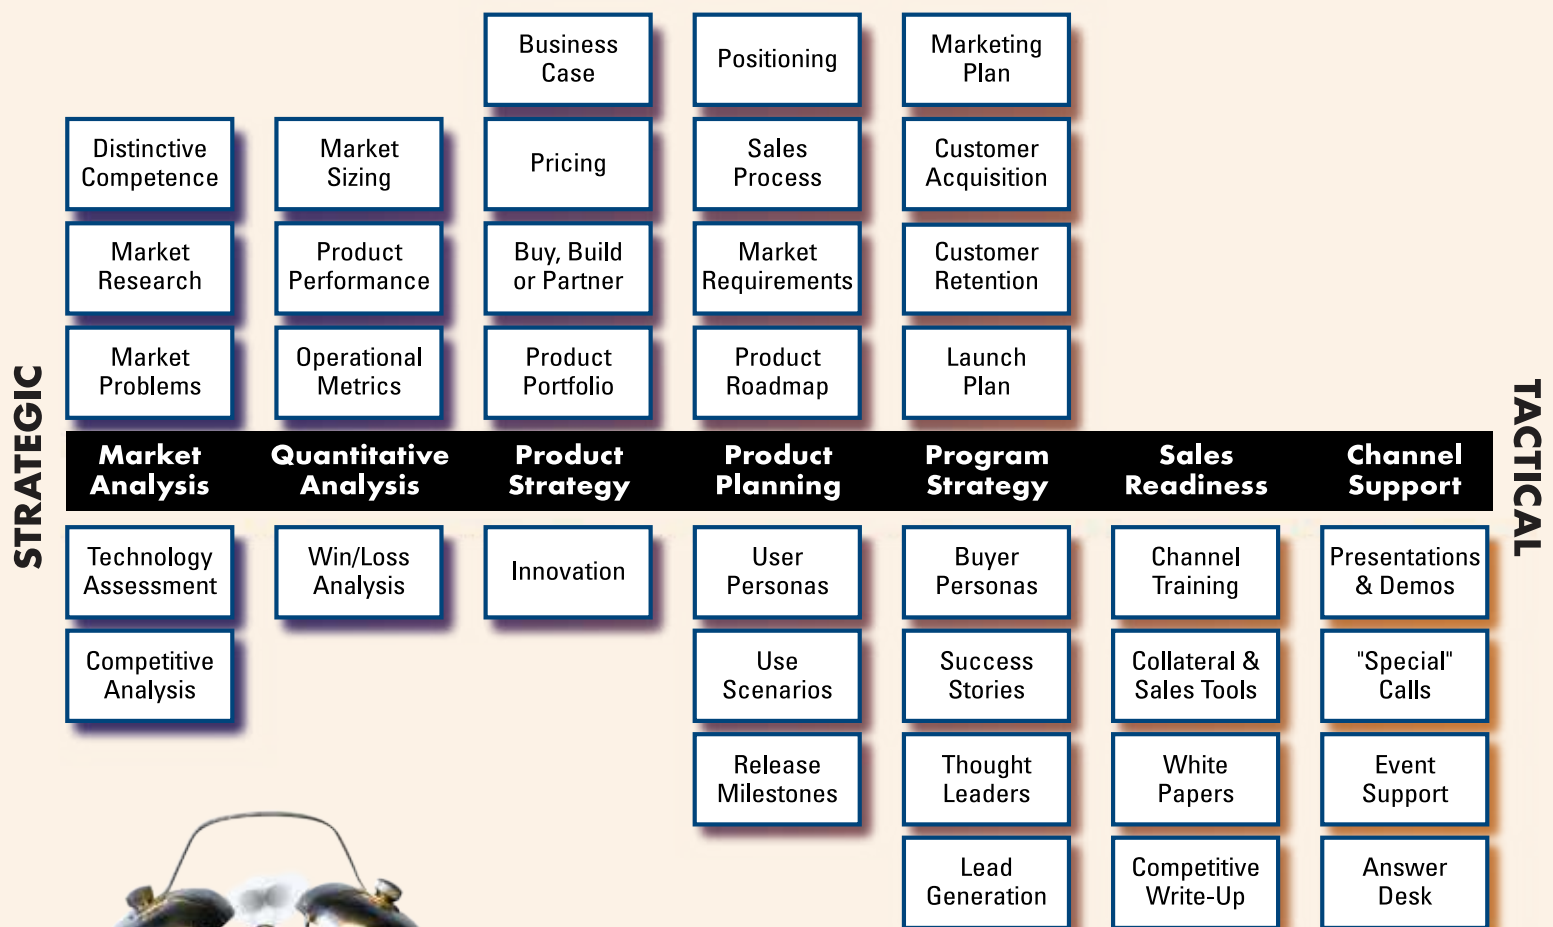 Business
Case
Positioning
Marketing
Plan
Distinctive
Competence
Market
Sizing
Pricing
Sales
Process
Customer
Acquisition
Market
Research
Product
Performance
Buy, Build
or Partner
Market
Requirements
Customer
Retention
Market
Problems
Operational
Metrics
Product
Portfolio
Product
Roadmap
Launch
Plan
STRATEGIC
Market
Analysis
Quantitative
Analysis
Product
Strategy
Product
Planning
Program
Strategy
Sales
Readiness
Channel
Support
TACTICAL
Technology
Assessment
Win/Loss
Analysis
Innovation
User
Personas
Buyer
Personas
Channel
Training
Presentations
& Demos
Competitive
Analysis
Use
Scenarios
Success
Stories
Collateral &
Sales Tools
"Special"
Calls
Release
Milestones
Thought
Leaders
White
Papers
Event
Support
Lead
Generation
Competitive
Write-Up
Answer
Desk